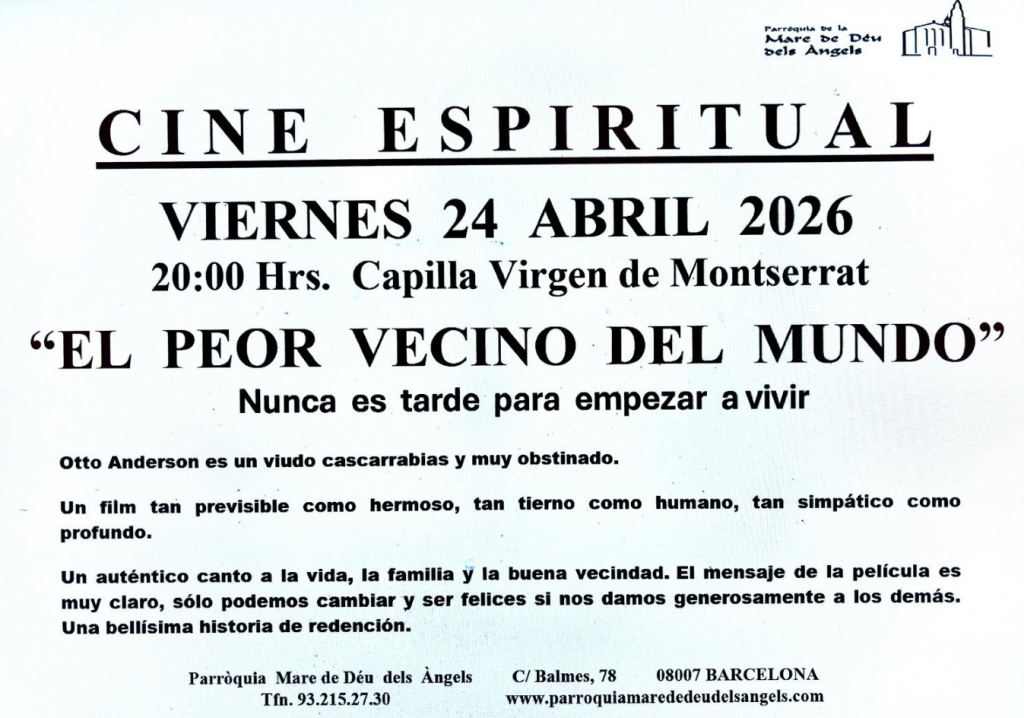 Parròquia de la
Mare de Déu
dels Àngels
CINE ESPIRITUAL
VIERNES 24 ABRIL 2026
20:00 Hrs. Capilla Virgen de Montserrat
“EL PEOR VECINO DEL MUNDO”
Nunca es tarde para empezar a vivir
Otto Anderson es un viudo cascarrabias y muy obstinado.
Un film tan previsible como hermoso, tan tierno como humano, tan simpático como
profundo.
Un auténtico canto a la vida, la familia y la buena vecindad. El mensaje de la película es
muy claro, sólo podemos cambiar y ser felices si nos damos generosamente a los demás.
Una bellísima historia de redención.
Parròquia Mare de Déu dels Àngels C/ Balmes, 78 08007 BARCELONA
Tfn. 93.215.27.30 www.parroquiamarededeudelsangels.com